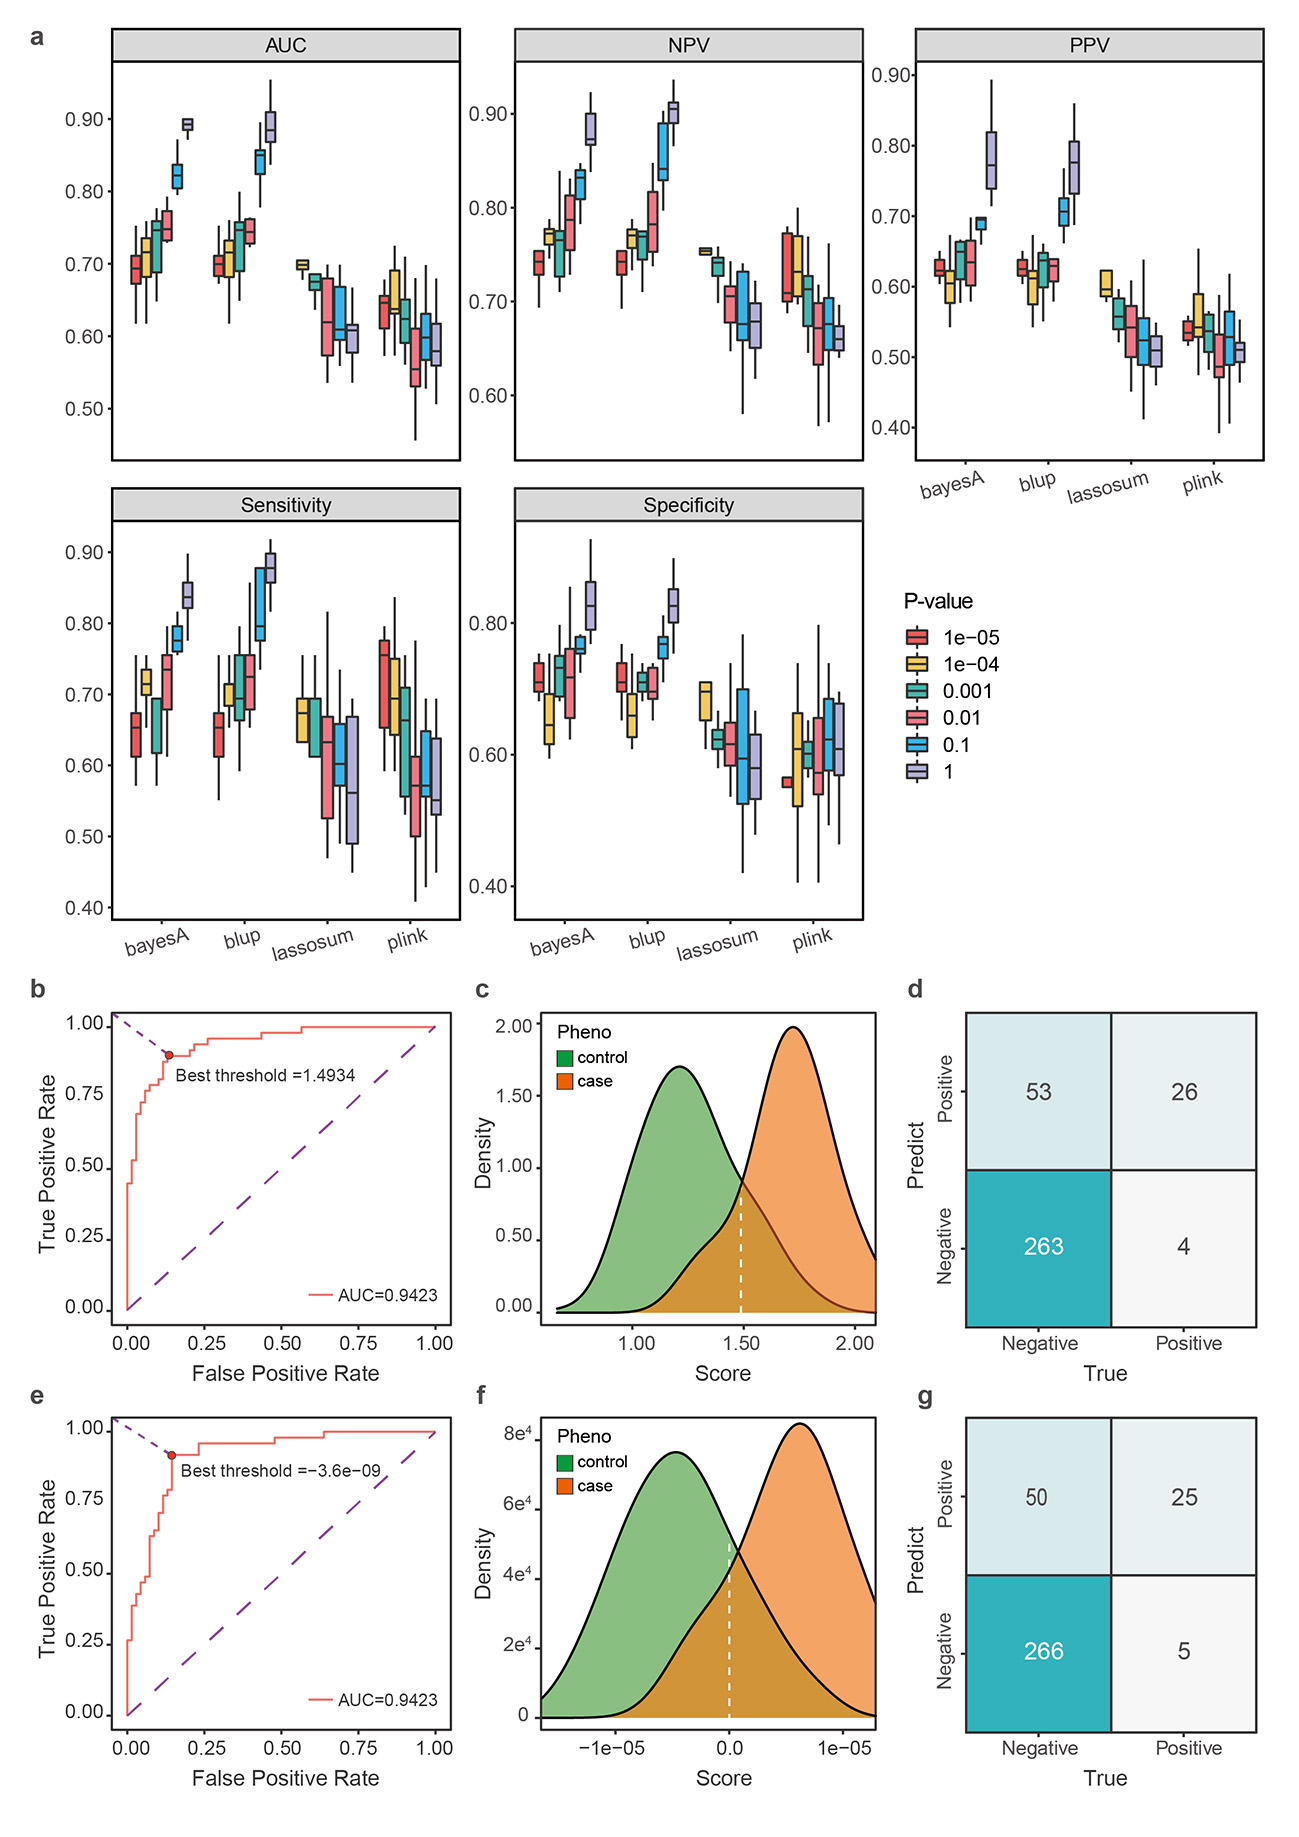 a
AUC
NPV
PPV
0.90
0.80
0.70
0.60
0.50
0.90
0.80
0.70
0.60
0.90
0.80
0.70
0.60
0.50
0.40
bayesA blup lassosum plink
Sensitivity
Specificity
0.90
0.80
0.70
0.60
0.50
0.40
bayesA blup lassosum plink
0.80
0.60
0.40
bayesA blup lassosum plink
P-value
1e−05
1e−04
0.001
0.01
0.1
1
b
True Positive Rate
1.00
0.75
0.50
0.25
0.00
Best threshold =1.4934
AUC=0.9423
0.00 0.25 0.50 0.75 1.00
False Positive Rate
c
Density
2.00
1.50
1.00
0.50
0.00
Pheno
control
case
1.00 1.50 2.00
Score
d
Predict
Positive
Negative
53 26
263 4
Negative Positive
True
e
True Positive Rate
1.00
0.75
0.50
0.25
0.00
Best threshold =−3.6e−09
AUC=0.9423
0.00 0.25 0.50 0.75 1.00
False Positive Rate
f
Density
8e⁴
6e⁴
4e⁴
2e⁴
0
Pheno
control
case
−1e−05 0.0 1e−05
Score
g
Predict
Positive
Negative
50 25
266 5
Negative Positive
True